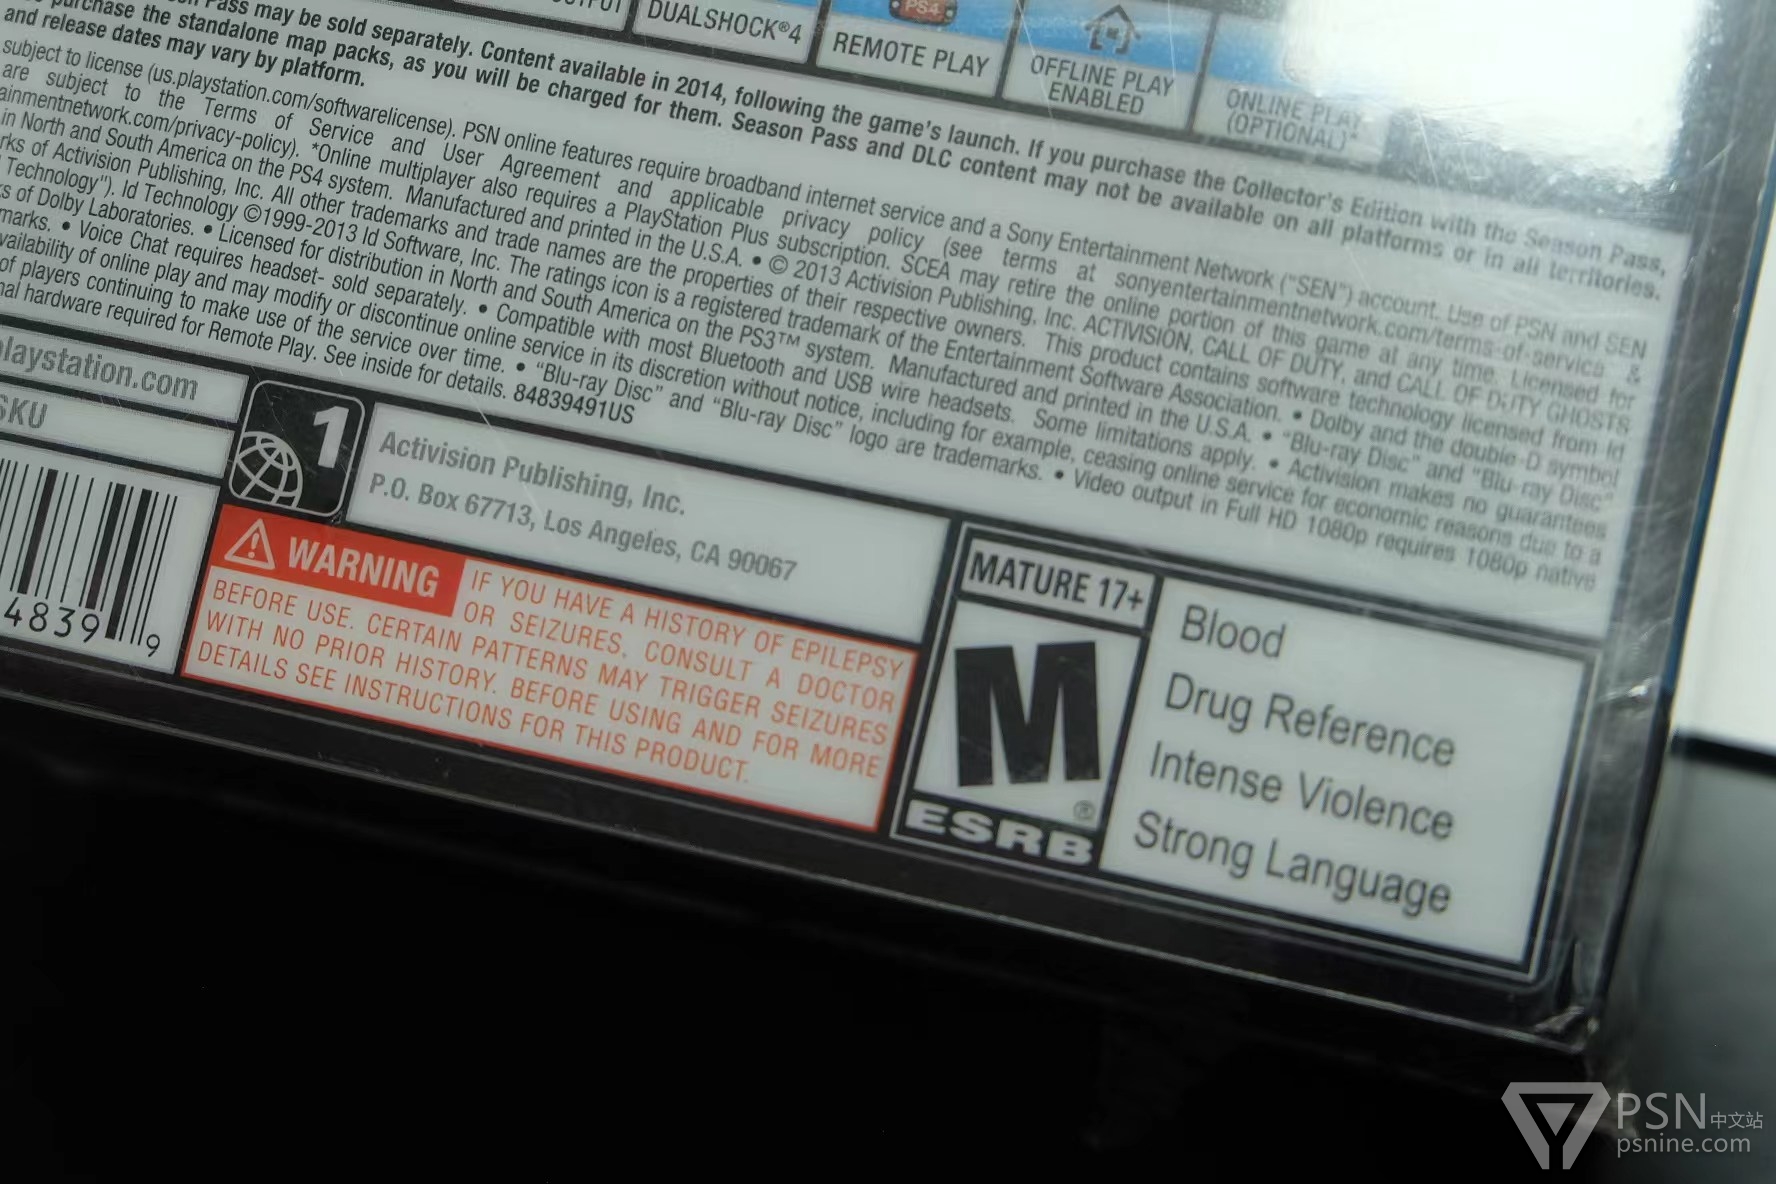 OUTPUT
DUALSHOCK®4
PS4
REMOTE PLAY
OFFLINE PLAY
ENABLED
ONLINE PLAY
(OPTIONAL)*
Pass may be sold separately. Content available in 2014, following the game's launch. If you purchase the Collector's Edition with the Season Pass,
purchase the standalone map packs, as you will be charged for them. Season Pass and DLC content may not be available on all platforms or in all territories.
and release dates may vary by platform.
subject to license (us.playstation.com/softwarelicense). PSN online features require broadband internet service and a Sony Entertainment Network ("SEN") account. Use of PSN and SEN
are subject to the Terms of Service and User Agreement and applicable privacy policy (see terms at sonyentertainmentnetwork.com/terms-of-service &
ainmentnetwork.com/privacy-policy). *Online multiplayer also requires a PlayStation Plus subscription. SCEA may retire the online portion of this game at any time. Licensed for
in North and South America on the PS4 system. Manufactured and printed in the U.S.A. • © 2013 Activision Publishing, Inc. ACTIVISION, CALL OF DUTY, and CALL OF DUTY GHOSTS
rks of Activision Publishing, Inc. All other trademarks and trade names are the properties of their respective owners. This product contains software technology licensed from Id
Technology"). Id Technology ©1999-2013 Id Software, Inc. The ratings icon is a registered trademark of the Entertainment Software Association. • Dolby and the double-D symbol
s of Dolby Laboratories. • Licensed for distribution in North and South America on the PS3™ system. Manufactured and printed in the U.S.A. • "Blu-ray Disc" and "Blu-ray Disc"
marks. • Voice Chat requires headset- sold separately. • Compatible with most Bluetooth and USB wire headsets. Some limitations apply. • Activision makes no guarantees
vailability of online play and may modify or discontinue online service in its discretion without notice, including for example, ceasing online service for economic reasons due to a
of players continuing to make use of the service over time. • "Blu-ray Disc" and "Blu-ray Disc" logo are trademarks. • Video output in Full HD 1080p requires 1080p native
nal hardware required for Remote Play. See inside for details. 84839491US
playstation.com
SKU
1
Activision Publishing, Inc.
P.O. Box 67713, Los Angeles, CA 90067
4839 9
WARNING IF YOU HAVE A HISTORY OF EPILEPSY
OR SEIZURES, CONSULT A DOCTOR
BEFORE USE. CERTAIN PATTERNS MAY TRIGGER SEIZURES
WITH NO PRIOR HISTORY. BEFORE USING AND FOR MORE
DETAILS SEE INSTRUCTIONS FOR THIS PRODUCT.
MATURE 17+
M
®
ESRB
Blood
Drug Reference
Intense Violence
Strong Language
PSN中文站
psnine.com